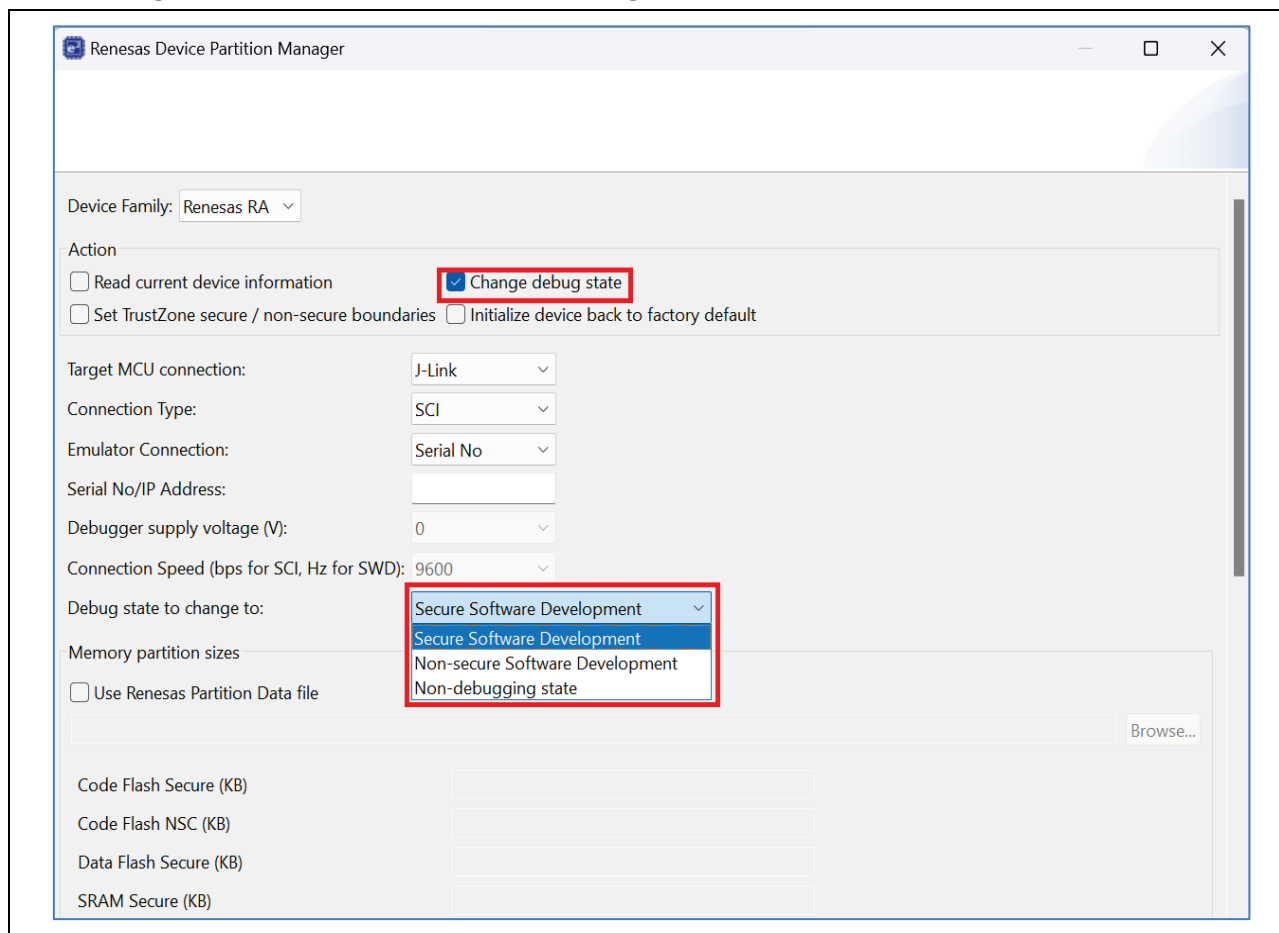 Renesas Device Partition Manager
Device Family: Renesas RA
Action
Read current device information Change debug state
Set TrustZone secure / non-secure boundaries Initialize device back to factory default
Target MCU connection: J-Link
Connection Type: SCI
Emulator Connection: Serial No
Serial No/IP Address:
Debugger supply voltage (V): 0
Connection Speed (bps for SCI, Hz for SWD): 9600
Debug state to change to: Secure Software Development
Secure Software Development
Memory partition sizes
Non-secure Software Development
Use Renesas Partition Data file
Non-debugging state
Browse...
Code Flash Secure (KB)
Code Flash NSC (KB)
Data Flash Secure (KB)
SRAM Secure (KB)